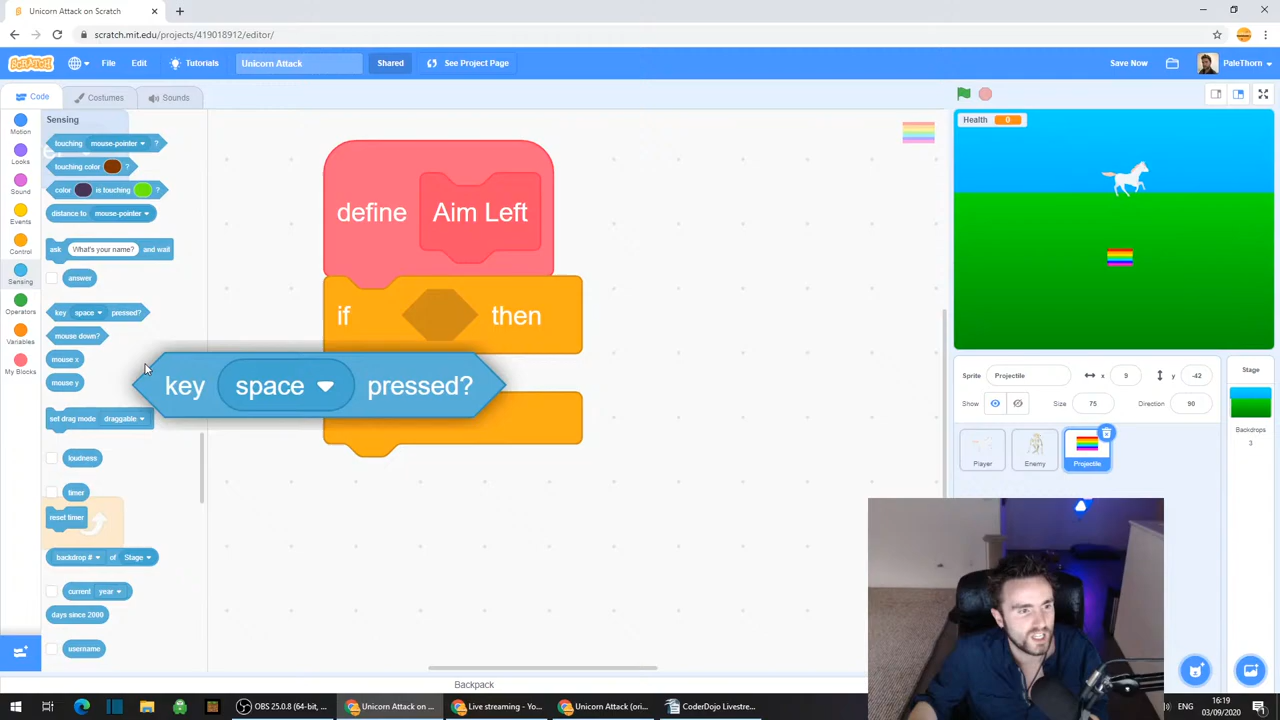 Unicorn Attack on Scratch
scratch.mit.edu/projects/419018912/editor/
SCRATCH
File
Edit
Tutorials
Unicorn Attack
Shared
See Project Page
Save Now
PaleThorn
Code
Costumes
Sounds
Motion
Looks
Sound
Events
Control
Sensing
Operators
Variables
My Blocks
Sensing
touching mouse-pointer ?
touching color ?
color is touching ?
distance to mouse-pointer
ask What's your name? and wait
answer
key space pressed?
mouse down?
mouse x
mouse y
set drag mode draggable
loudness
timer
reset timer
backdrop # of Stage
current year
days since 2000
username
define Aim Left
if then
key space pressed?
Health 0
Sprite Projectile x 9 y -42
Show Size 75 Direction 90
Player
Enemy
Projectile
Stage
Backdrops
3
Backpack
OBS 25.0.8 (64-bit, ...
Unicorn Attack on ...
Live streaming - Yo...
Unicorn Attack (ori...
CoderDojo Livestre...
16:19
03/09/2020